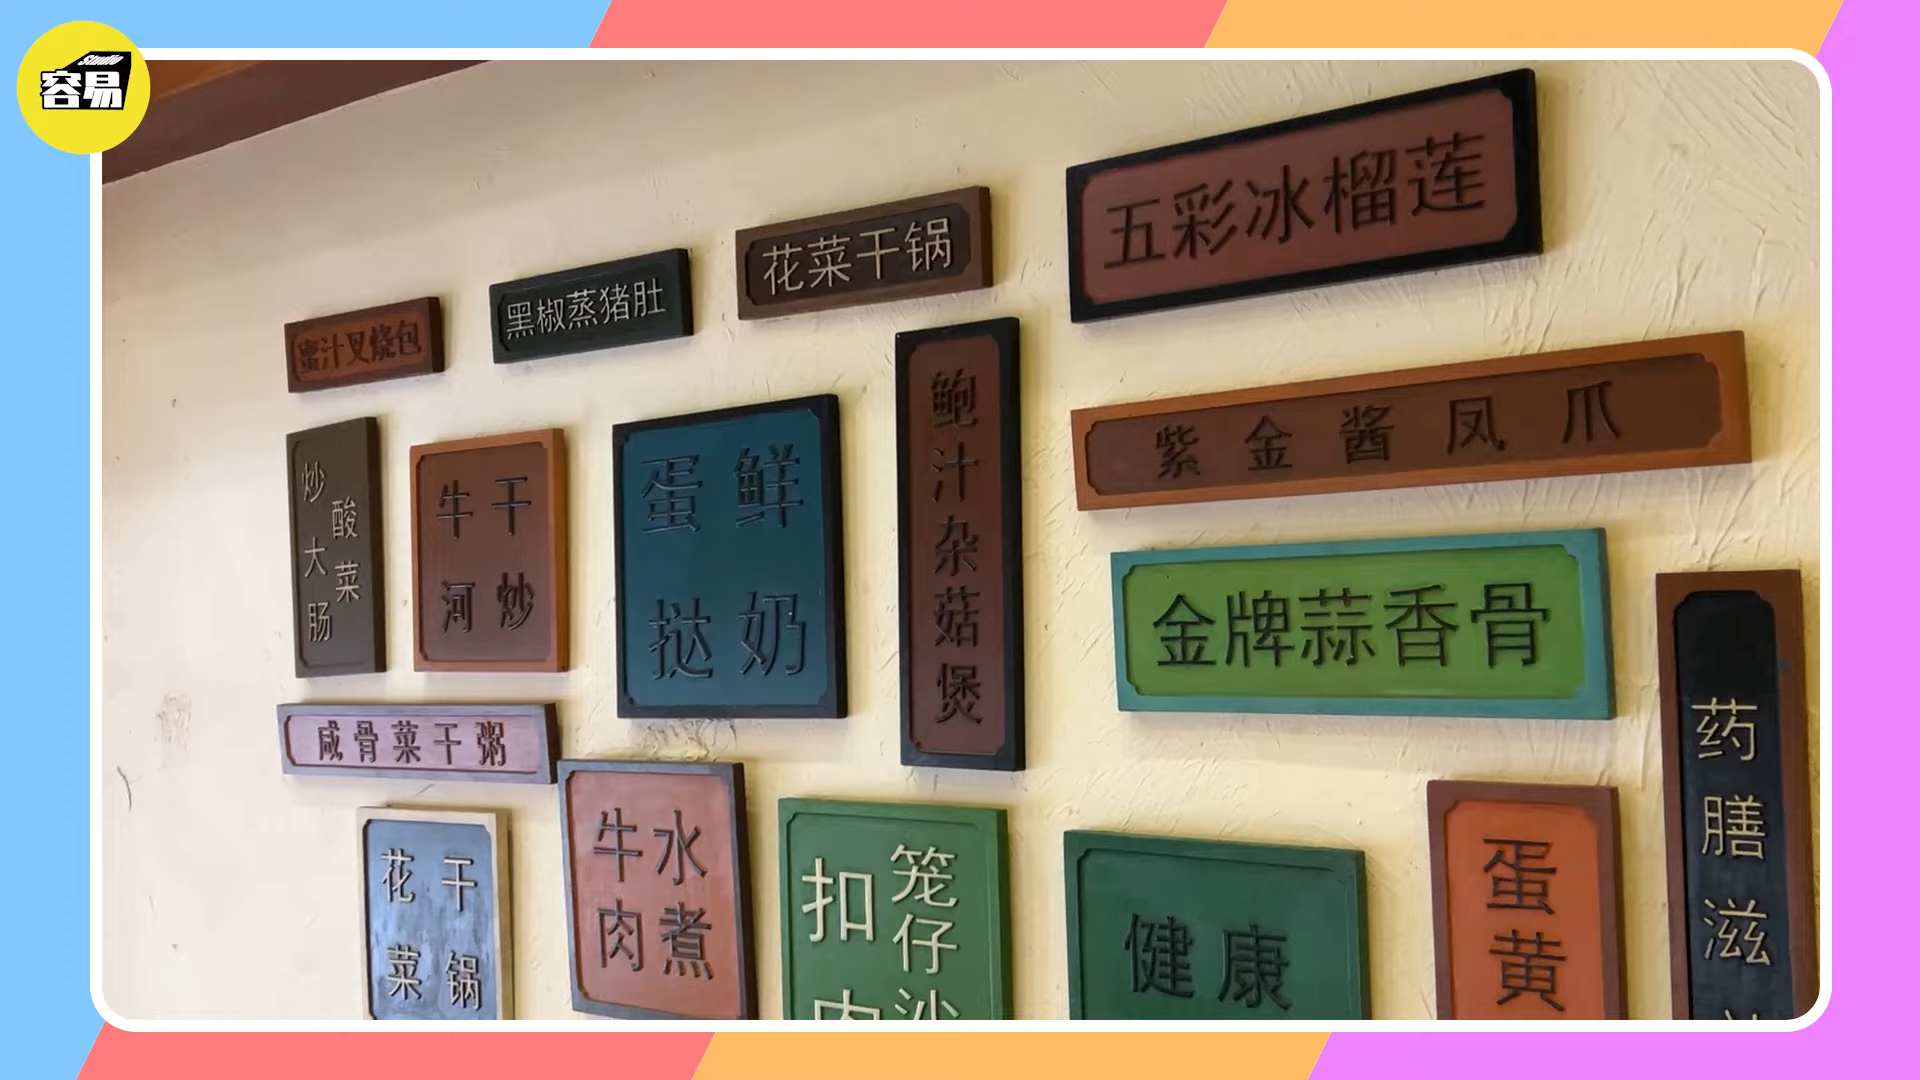 Studio
容易
五彩冰榴莲
花菜干锅
黑椒蒸猪肚
蜜汁叉烧包
紫金酱凤爪
鲍汁杂菇煲
鲜奶
蛋挞
干炒
牛河
酸菜
炒大肠
金牌蒜香骨
咸骨菜干粥
药膳滋
水煮
牛肉
干锅
花菜
笼仔沙
扣肉
健康
蛋黄